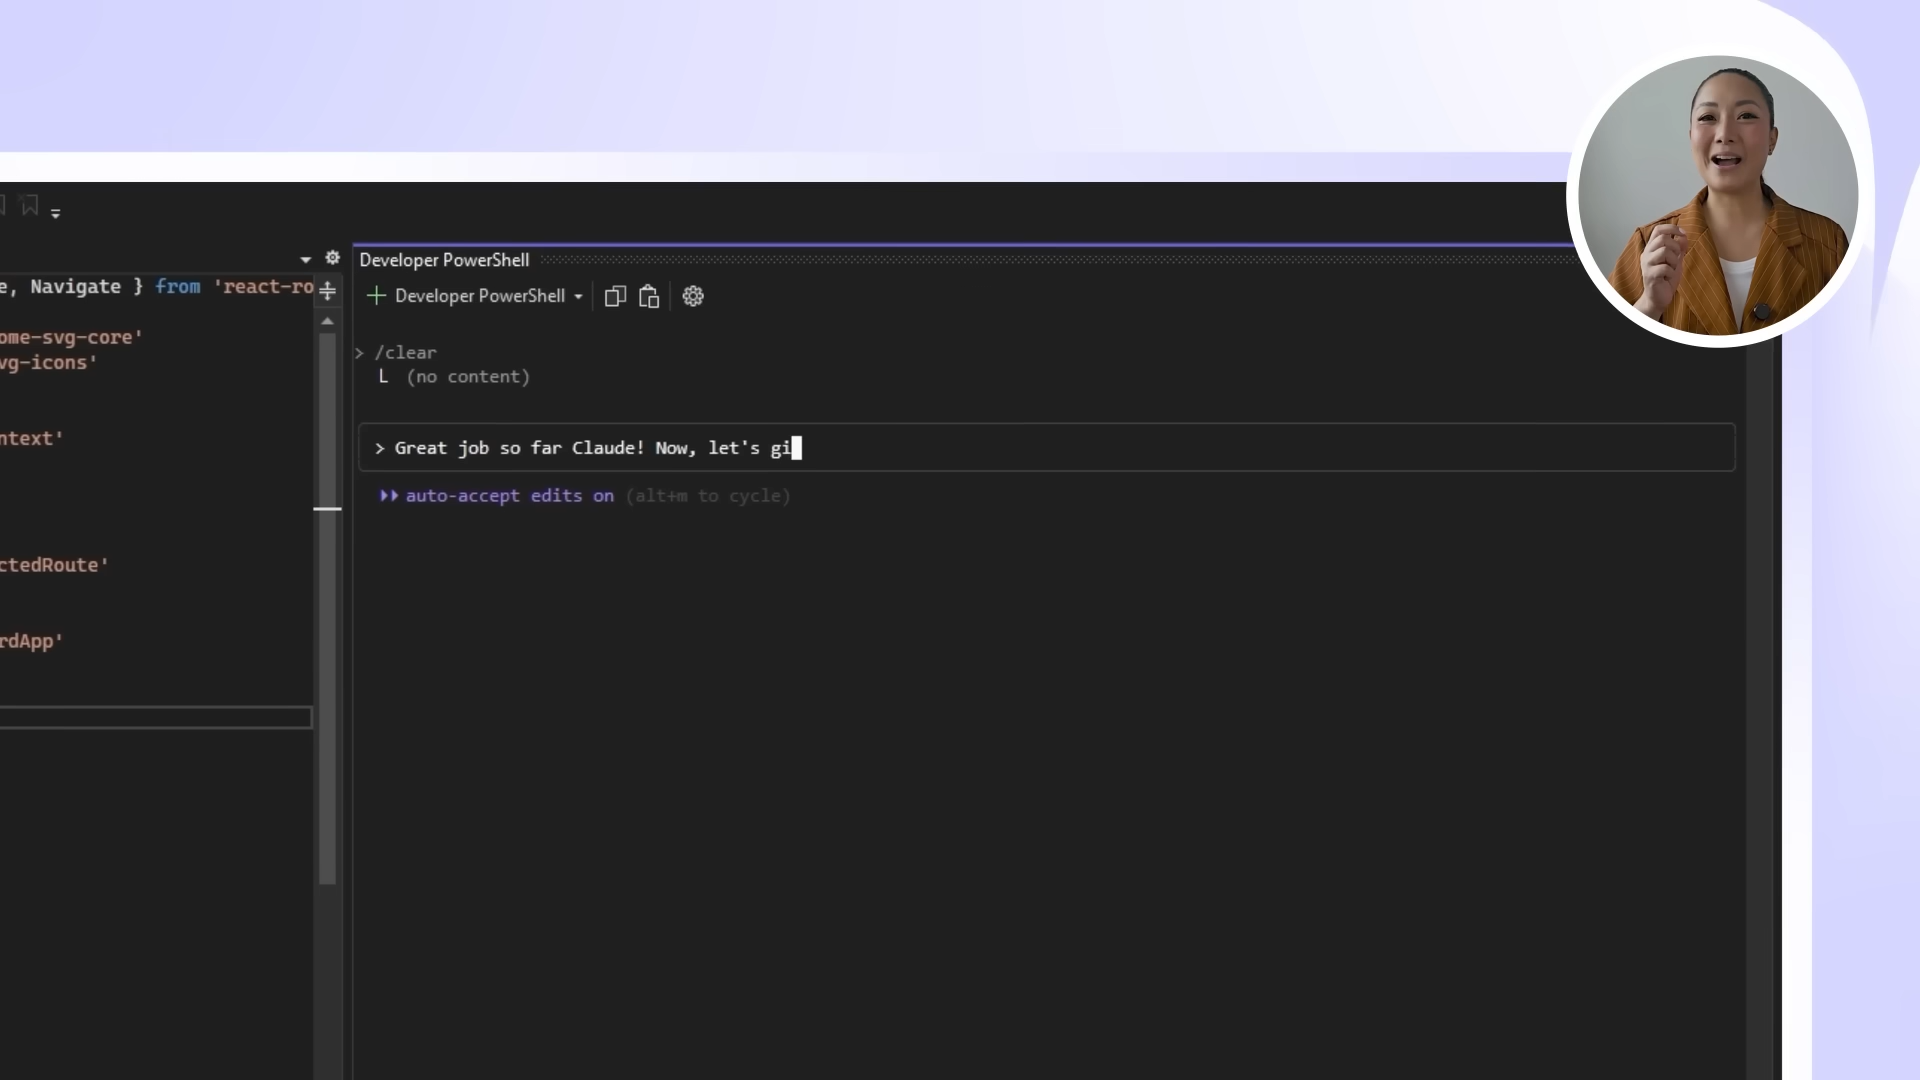 e, Navigate } from 'react-ro
ome-svg-core'
vg-icons'
ntext'
ctedRoute'
rdApp'
Developer PowerShell
Developer PowerShell
> /clear
L (no content)
> Great job so far Claude! Now, let's gi
auto-accept edits on (alt+m to cycle)